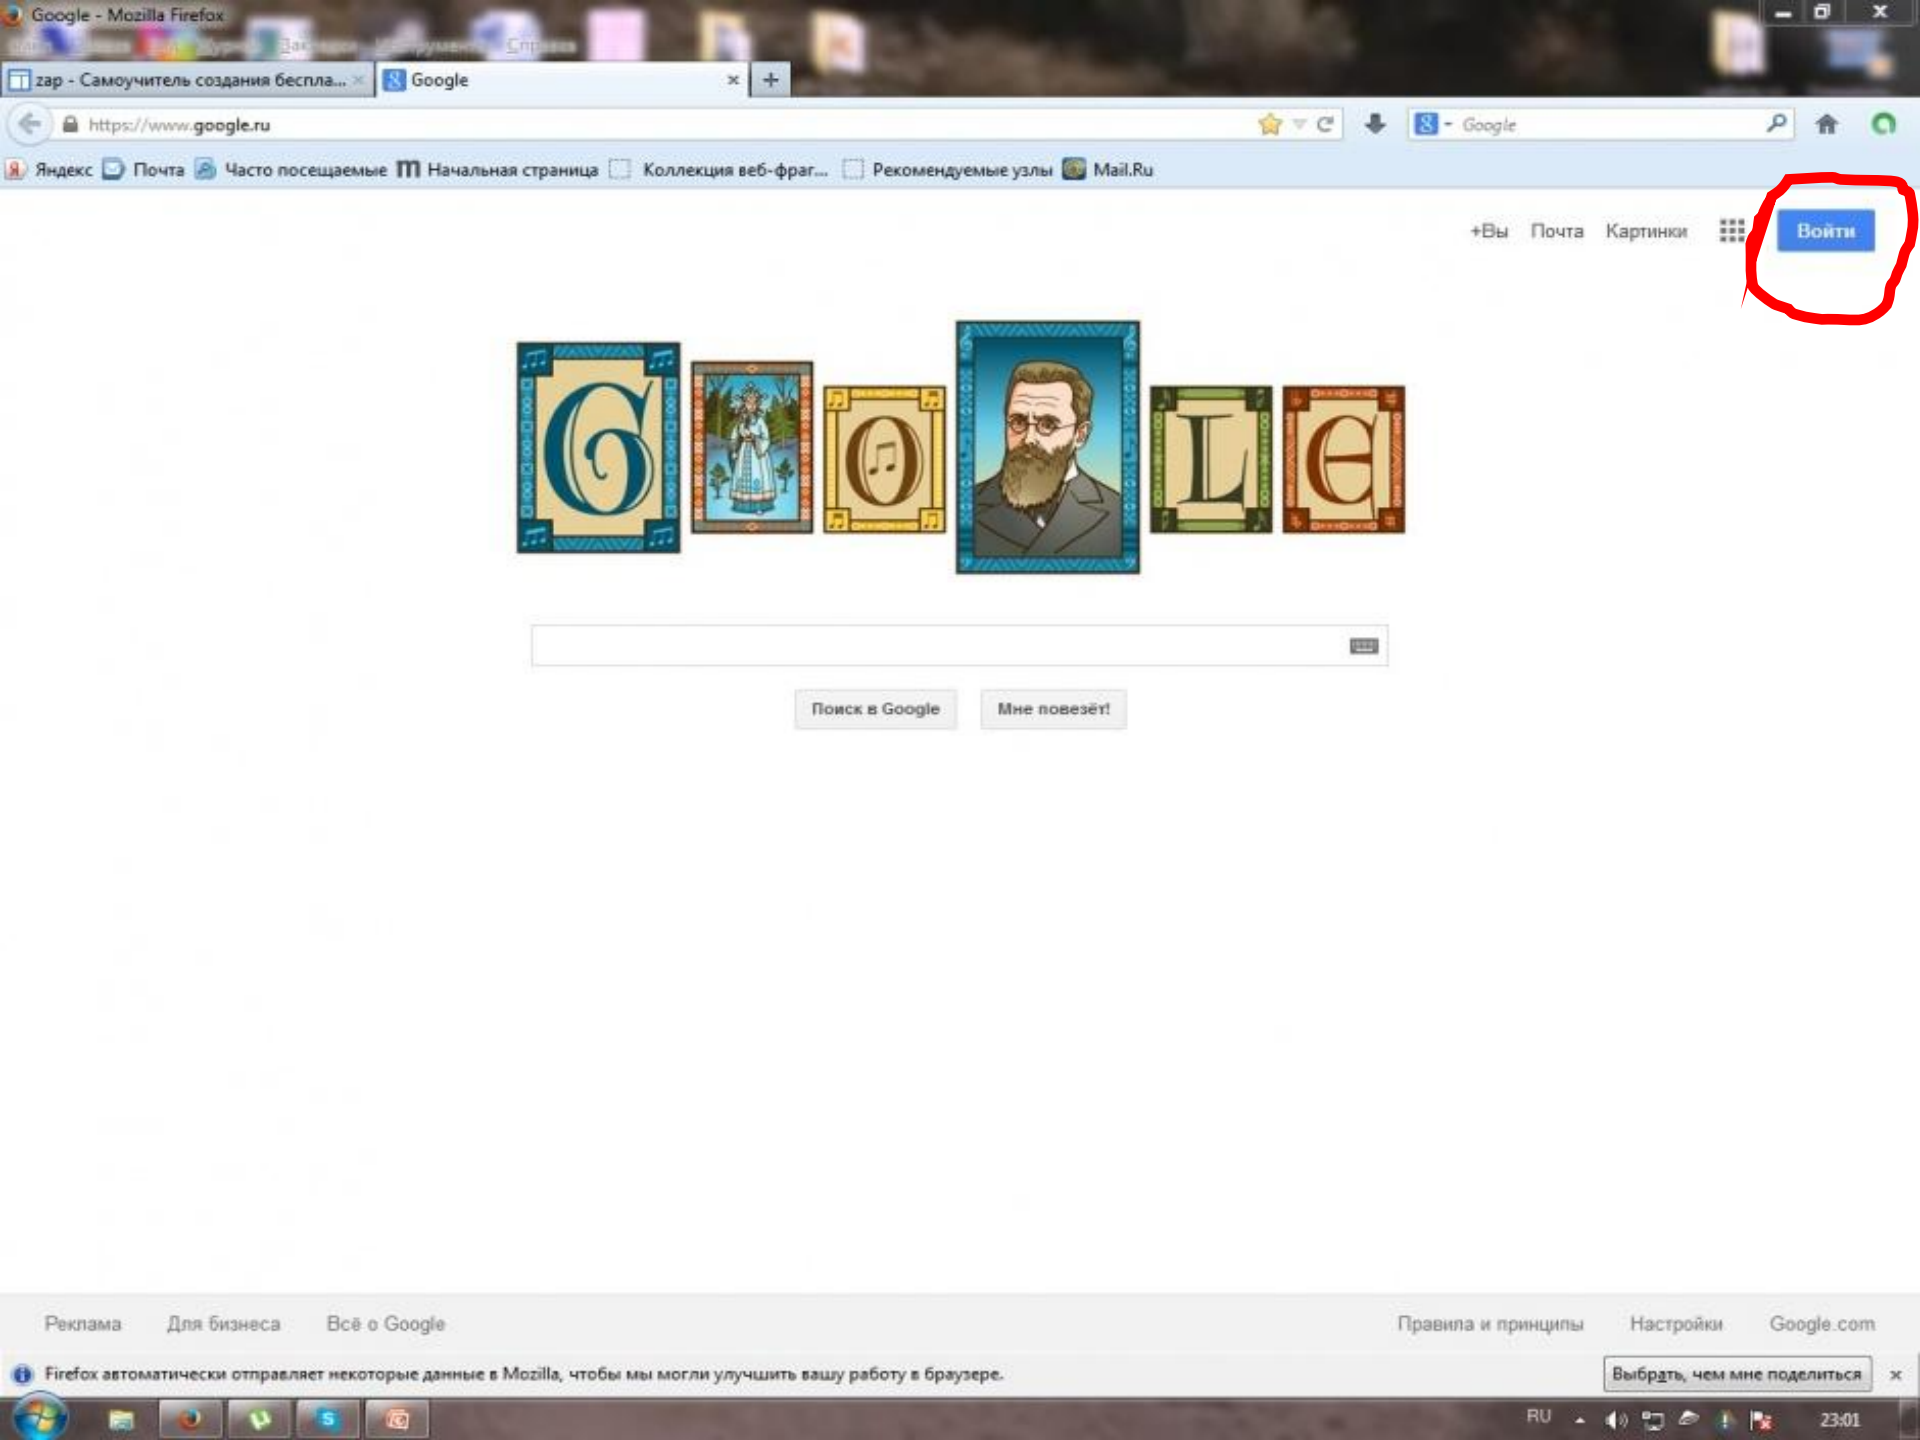 Google - Mozilla Firefox
Справка
zap - Самоучитель создания беспла...
Google
https://www.google.ru
Google
Яндекс Почта Часто посещаемые Начальная страница Коллекция веб-фраг... Рекомендуемые узлы Mail.Ru
+Вы Почта Картинки Войти
G O L E
Поиск в Google Мне повезёт!
Реклама Для бизнеса Всё о Google Правила и принципы Настройки Google.com
Firefox автоматически отправляет некоторые данные в Mozilla, чтобы мы могли улучшить вашу работу в браузере. Выбрать, чем мне поделиться
RU 23:01